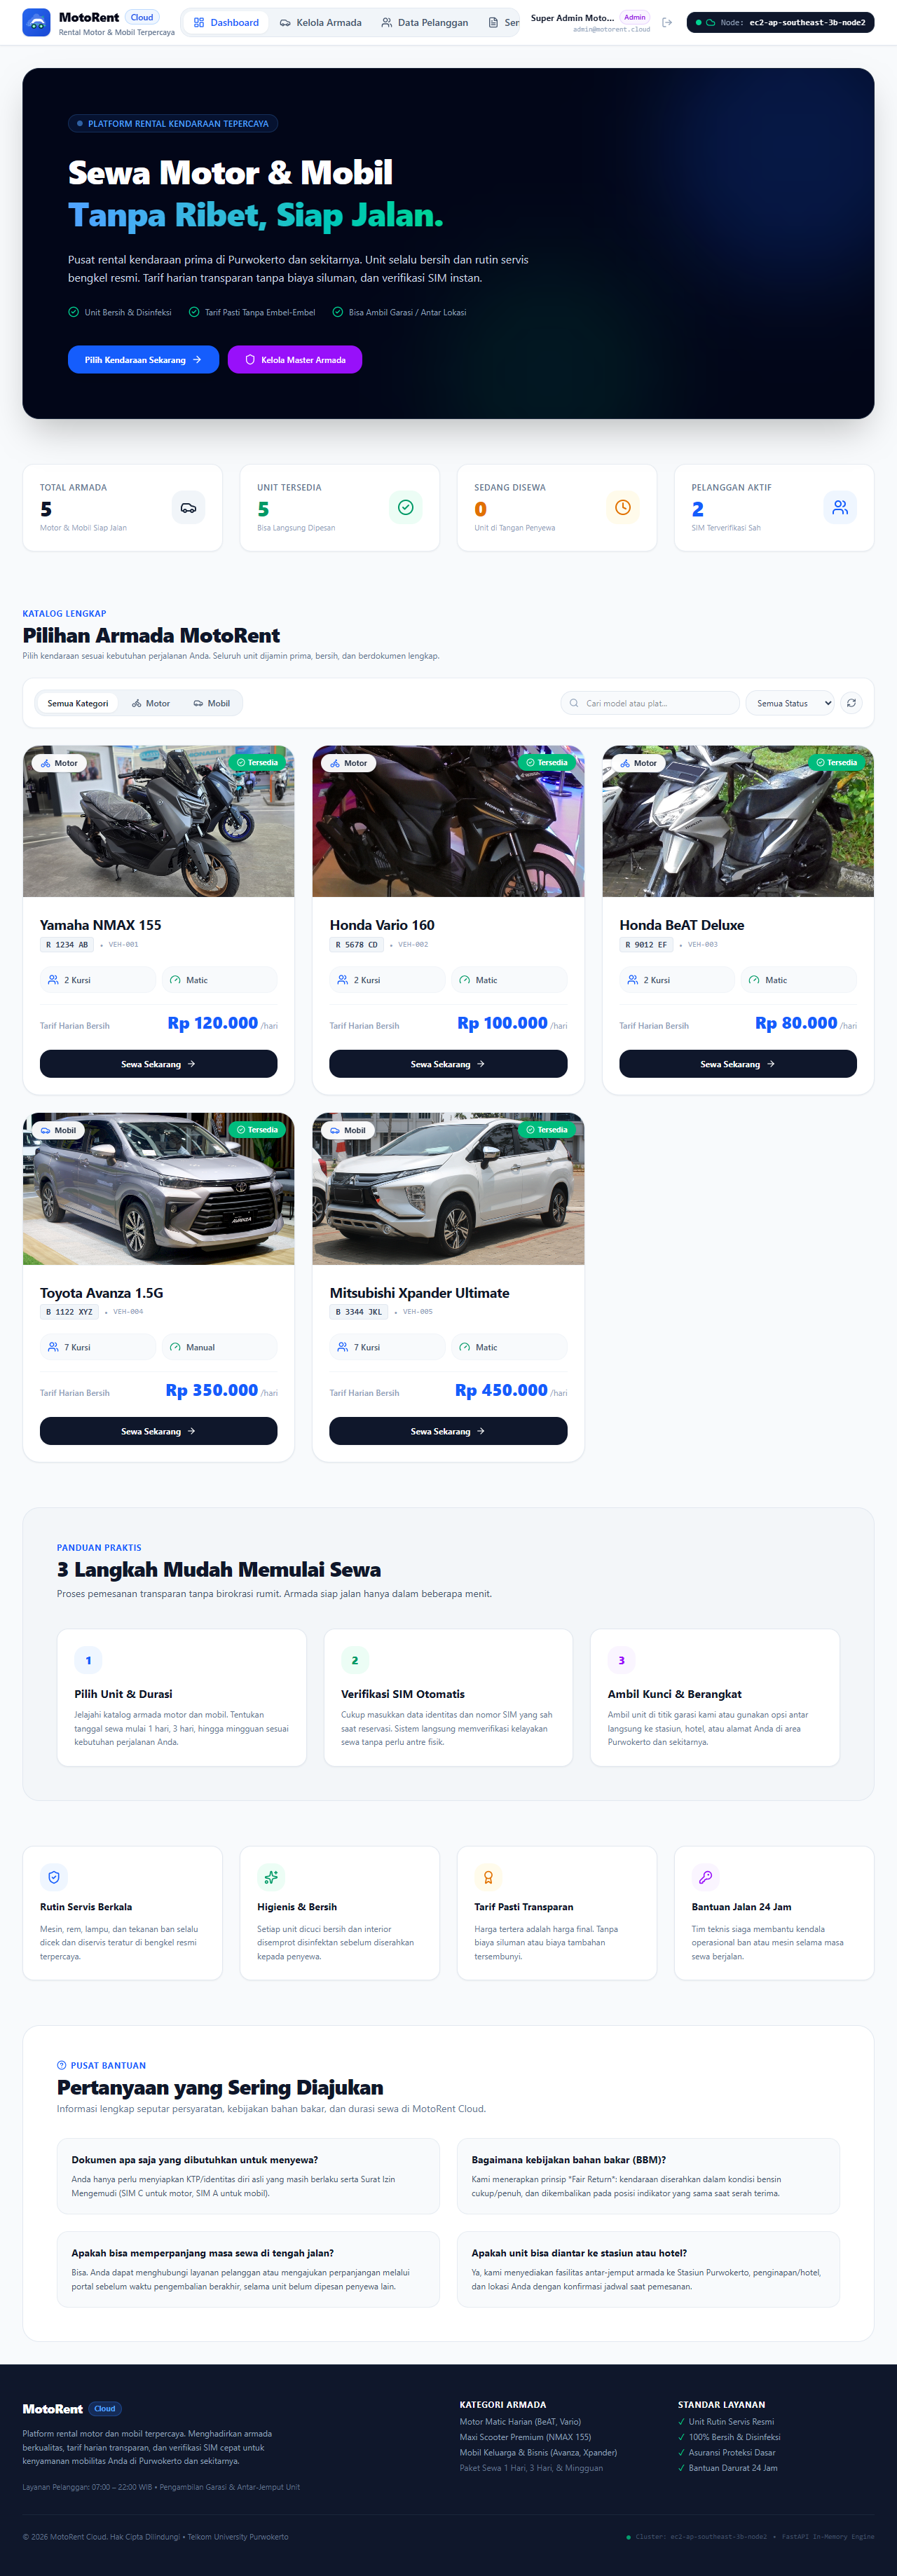 MotoRent Cloud
Rental Motor & Mobil Terpercaya
Dashboard
Kelola Armada
Data Pelanggan
Ser
Super Admin Moto... Admin
admin@motorent.cloud
Node: ec2-ap-southeast-3b-node2
PLATFORM RENTAL KENDARAAN TEPERCAYA
Sewa Motor & Mobil
Tanpa Ribet, Siap Jalan.
Pusat rental kendaraan prima di Purwokerto dan sekitarnya. Unit selalu bersih dan rutin servis
bengkel resmi. Tarif harian transparan tanpa biaya siluman, dan verifikasi SIM instan.
Unit Bersih & Disinfeksi
Tarif Pasti Tanpa Embel-Embel
Bisa Ambil Garasi / Antar Lokasi
Pilih Kendaraan Sekarang
Kelola Master Armada
TOTAL ARMADA
5
Motor & Mobil Siap Jalan
UNIT TERSEDIA
5
Bisa Langsung Dipesan
SEDANG DISEWA
0
Unit di Tangan Penyewa
PELANGGAN AKTIF
2
SIM Terverifikasi Sah
KATALOG LENGKAP
Pilihan Armada MotoRent
Pilih kendaraan sesuai kebutuhan perjalanan Anda. Seluruh unit dijamin prima, bersih, dan berdokumen lengkap.
Semua Kategori
Motor
Mobil
Cari model atau plat...
Semua Status
Motor
Tersedia
Yamaha NMAX 155
R 1234 AB • VEH-001
2 Kursi
Matic
Tarif Harian Bersih
Rp 120.000 /hari
Sewa Sekarang
Motor
Tersedia
HONDA
Honda Vario 160
R 5678 CD • VEH-002
2 Kursi
Matic
Tarif Harian Bersih
Rp 100.000 /hari
Sewa Sekarang
Motor
Tersedia
Honda BeAT Deluxe
R 9012 EF • VEH-003
2 Kursi
Matic
Tarif Harian Bersih
Rp 80.000 /hari
Sewa Sekarang
Mobil
Tersedia
AVANZA
Toyota Avanza 1.5G
B 1122 XYZ • VEH-004
7 Kursi
Manual
Tarif Harian Bersih
Rp 350.000 /hari
Sewa Sekarang
Mobil
Tersedia
Mitsubishi Xpander Ultimate
B 3344 JKL • VEH-005
7 Kursi
Matic
Tarif Harian Bersih
Rp 450.000 /hari
Sewa Sekarang
PANDUAN PRAKTIS
3 Langkah Mudah Memulai Sewa
Proses pemesanan transparan tanpa birokrasi rumit. Armada siap jalan hanya dalam beberapa menit.
1
Pilih Unit & Durasi
Jelajahi katalog armada motor dan mobil. Tentukan
tanggal sewa mulai 1 hari, 3 hari, hingga mingguan sesuai
kebutuhan perjalanan Anda.
2
Verifikasi SIM Otomatis
Cukup masukkan data identitas dan nomor SIM yang sah
saat reservasi. Sistem langsung memverifikasi kelayakan
sewa tanpa perlu antre fisik.
3
Ambil Kunci & Berangkat
Ambil unit di titik garasi kami atau gunakan opsi antar
langsung ke stasiun, hotel, atau alamat Anda di area
Purwokerto dan sekitarnya.
Rutin Servis Berkala
Mesin, rem, lampu, dan tekanan ban selalu
dicek dan diservis teratur di bengkel resmi
terpercaya.
Higienis & Bersih
Setiap unit dicuci bersih dan interior
disemprot disinfektan sebelum diserahkan
kepada penyewa.
Tarif Pasti Transparan
Harga tertera adalah harga final. Tanpa
biaya siluman atau biaya tambahan
tersembunyi.
Bantuan Jalan 24 Jam
Tim teknis siaga membantu kendala
operasional ban atau mesin selama masa
sewa berjalan.
PUSAT BANTUAN
Pertanyaan yang Sering Diajukan
Informasi lengkap seputar persyaratan, kebijakan bahan bakar, dan durasi sewa di MotoRent Cloud.
Dokumen apa saja yang dibutuhkan untuk menyewa?
Anda hanya perlu menyiapkan KTP/identitas diri asli yang masih berlaku serta Surat Izin
Mengemudi (SIM C untuk motor, SIM A untuk mobil).
Bagaimana kebijakan bahan bakar (BBM)?
Kami menerapkan prinsip *Fair Return*: kendaraan diserahkan dalam kondisi bensin
cukup/penuh, dan dikembalikan pada posisi indikator yang sama saat serah terima.
Apakah bisa memperpanjang masa sewa di tengah jalan?
Bisa. Anda dapat menghubungi layanan pelanggan atau mengajukan perpanjangan melalui
portal sebelum waktu pengembalian berakhir, selama unit belum dipesan penyewa lain.
Apakah unit bisa diantar ke stasiun atau hotel?
Ya, kami menyediakan fasilitas antar-jemput armada ke Stasiun Purwokerto, penginapan/hotel,
dan lokasi Anda dengan konfirmasi jadwal saat pemesanan.
MotoRent Cloud
Platform rental motor dan mobil terpercaya. Menghadirkan armada
berkualitas, tarif harian transparan, dan verifikasi SIM cepat untuk
kenyamanan mobilitas Anda di Purwokerto dan sekitarnya.
Layanan Pelanggan: 07:00 – 22:00 WIB • Pengambilan Garasi & Antar-Jemput Unit
KATEGORI ARMADA
Motor Matic Harian (BeAT, Vario)
Maxi Scooter Premium (NMAX 155)
Mobil Keluarga & Bisnis (Avanza, Xpander)
Paket Sewa 1 Hari, 3 Hari, & Mingguan
STANDAR LAYANAN
✓ Unit Rutin Servis Resmi
✓ 100% Bersih & Disinfeksi
✓ Asuransi Proteksi Dasar
✓ Bantuan Darurat 24 Jam
© 2026 MotoRent Cloud. Hak Cipta Dilindungi • Telkom University Purwokerto
Cluster: ec2-ap-southeast-3b-node2 • FastAPI In-Memory Engine